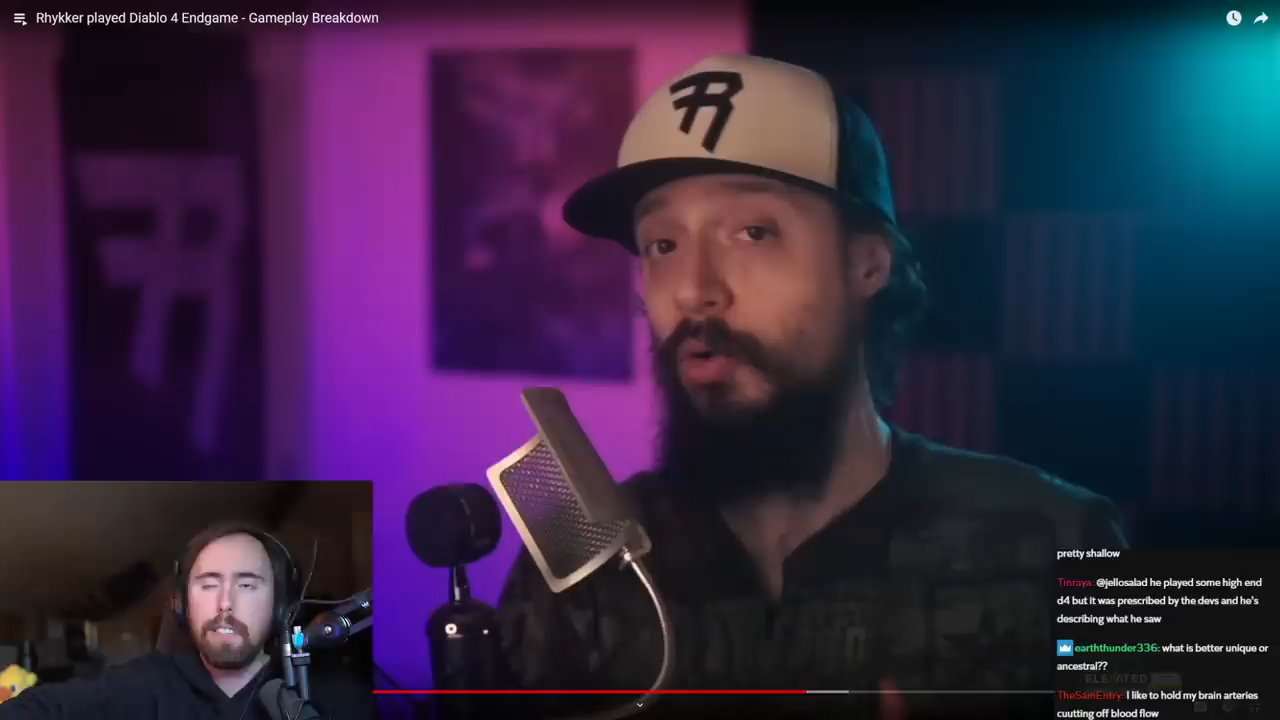 Rhykker played Diablo 4 Endgame - Gameplay Breakdown
pretty shallow
Tinraya: @jellosalad he played some high end
d4 but it was prescribed by the devs and he's
describing what he saw
earththunder336: what is better unique or
ancestral??
ELEVATED
TheSamEntry: I like to hold my brain arteries
cuutting off blood flow